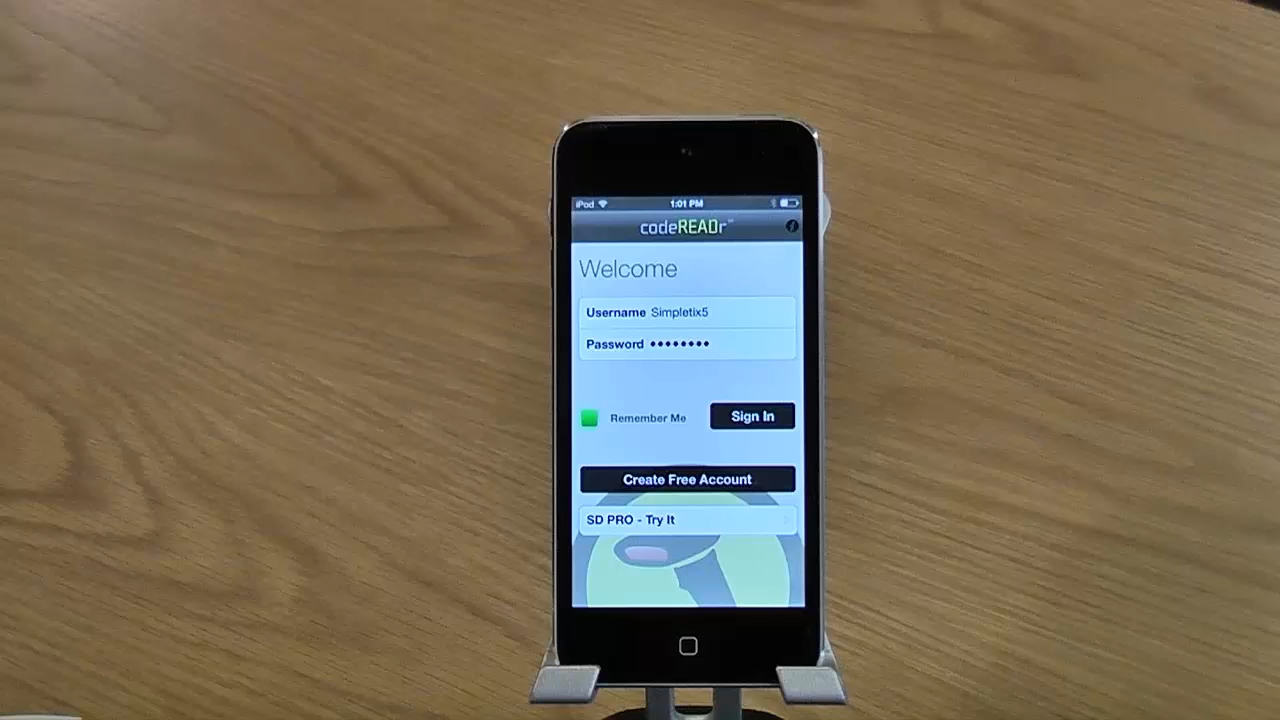 iPod 1:01 PM
codeREADr™
Welcome
Username Simpletix5
Password ••••••••
Remember Me Sign In
Create Free Account
SD PRO - Try It